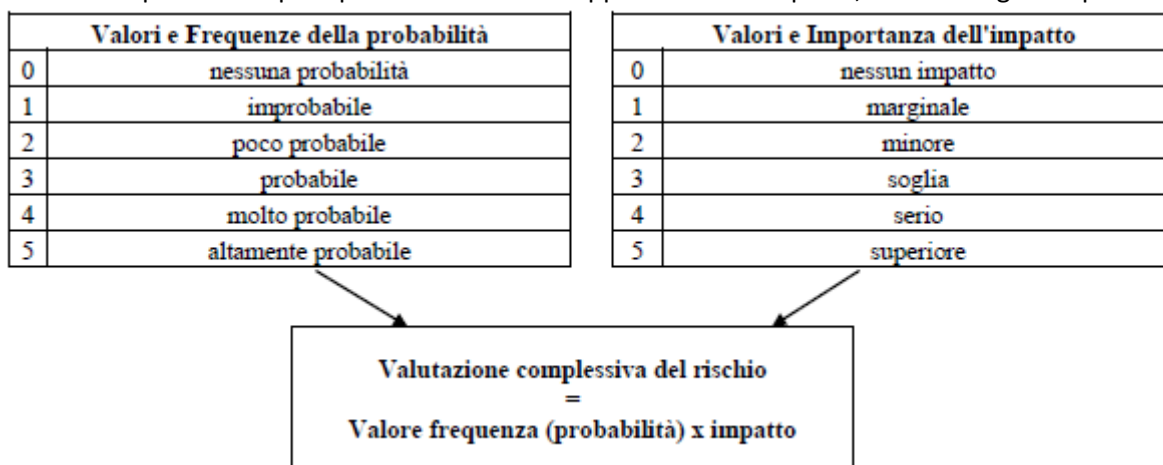 Valori e Frequenze della probabilità
0 nessuna probabilità
1 improbabile
2 poco probabile
3 probabile
4 molto probabile
5 altamente probabile
Valori e Importanza dell'impatto
0 nessun impatto
1 marginale
2 minore
3 soglia
4 serio
5 superiore
Valutazione complessiva del rischio
=
Valore frequenza (probabilità) x impatto